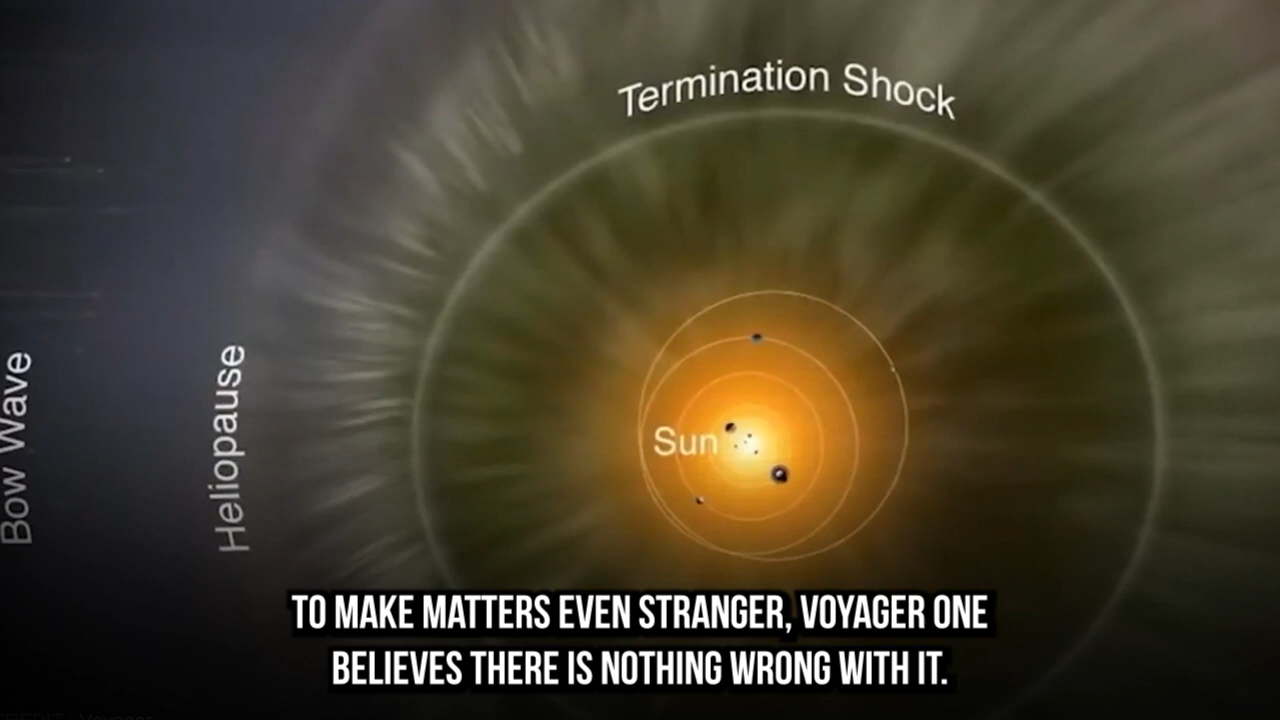 Termination Shock
Sun
Heliopause
Bow Wave
TO MAKE MATTERS EVEN STRANGER, VOYAGER ONE
BELIEVES THERE IS NOTHING WRONG WITH IT.